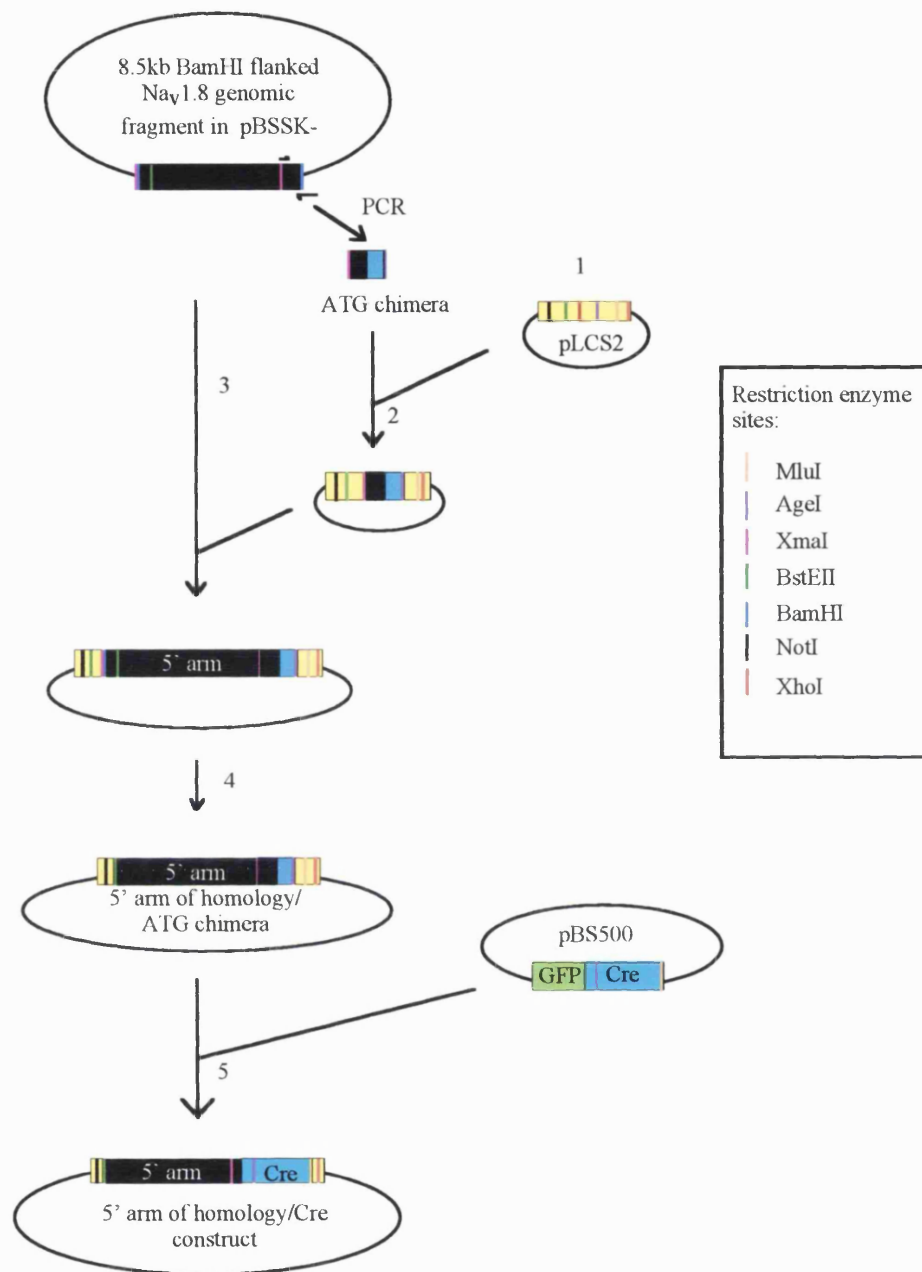 8.5kb BamHI flanked
Nav1.8 genomic
fragment in pBSSK-
PCR
ATG chimera
1
pLCS2
3
2
Restriction enzyme
sites:
MluI
AgeI
XmaI
BstEII
BamHI
NotI
XhoI
5` arm
4
5` arm
5’ arm of homology/
ATG chimera
pBS500
GFP
Cre
5
5` arm
Cre
5’ arm of homology/Cre
construct